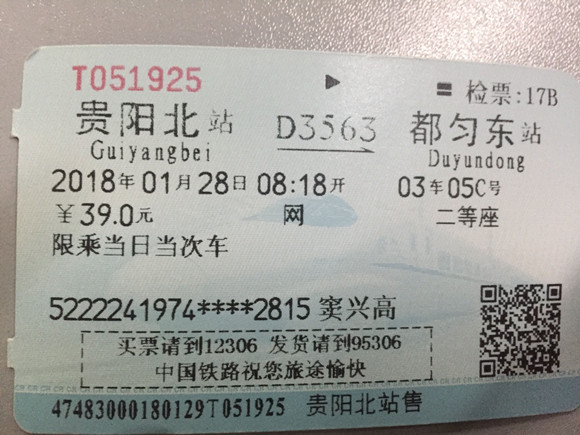 T051925
检票:17B
贵阳北站 D3563 都匀东站
Guiyangbei Duyundong
2018年01月28日08:18开 03车05C号
￥39.0元 网 二等座
限乘当日当次车
5222241974****2815 窦兴高
买票请到12306 发货请到95306
中国铁路祝您旅途愉快
47483000180129T051925 贵阳北站售